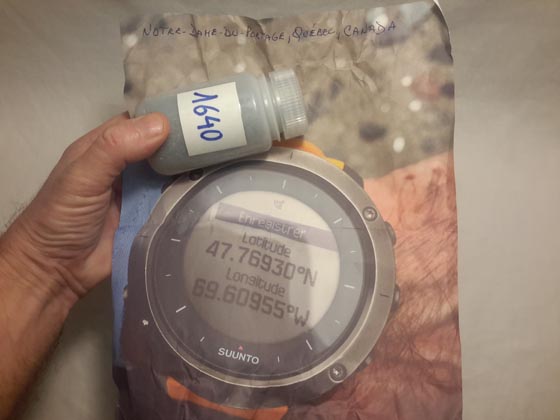 NOTRE-DAME-DU-PORTAGE, QUÉBEC, CANADA
1640
Enregistrer
Latitude
47.76930°N
Longitude
69.60955°W
SUUNTO